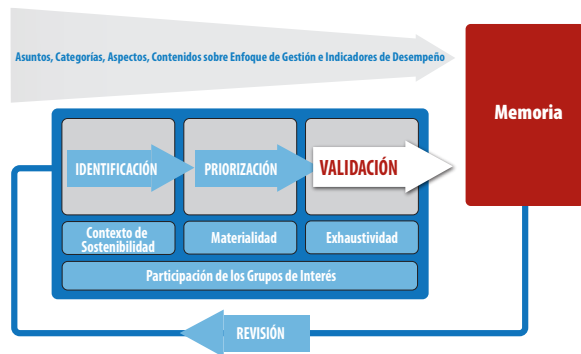 Asuntos, Categorías, Aspectos, Contenidos sobre Enfoque de Gestión e Indicadores de Desempeño
Memoria
IDENTIFICACIÓN
PRIORIZACIÓN
VALIDACIÓN
Contexto de
Sostenibilidad
Materialidad
Exhaustividad
Participación de los Grupos de Interés
REVISIÓN